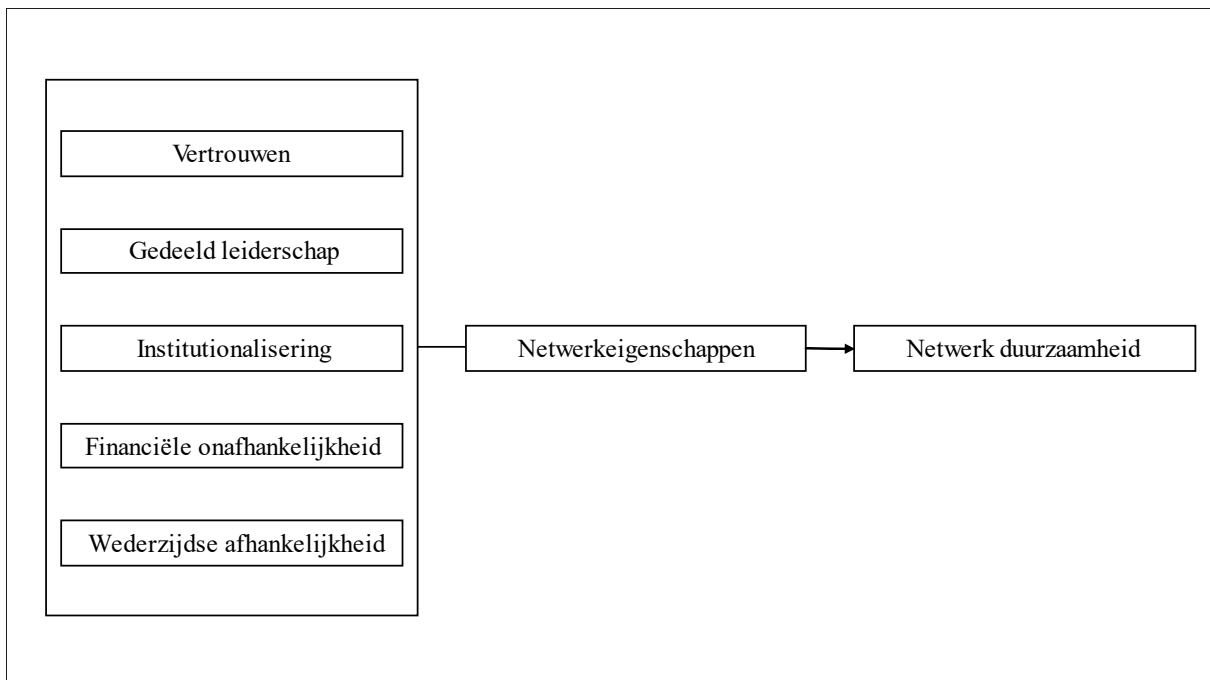 Vertrouwen
Gedeeld leiderschap
Institutionalisering
Financiële onafhankelijkheid
Wederzijdse afhankelijkheid
Netwerkeigenschappen
Netwerk duurzaamheid